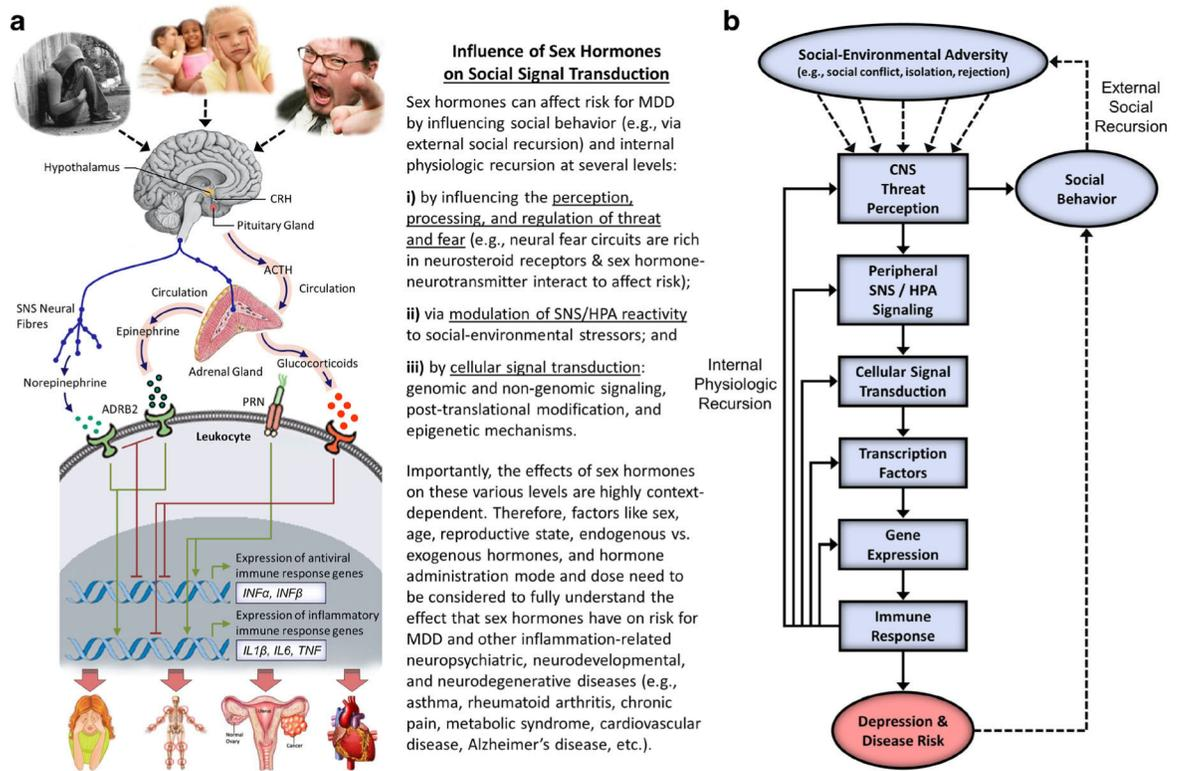 a
Hypothalamus
CRH
Pituitary Gland
ACTH
Circulation
Circulation
SNS Neural
Fibres
Epinephrine
Adrenal Gland
Glucocorticoids
Norepinephrine
ADRB2
PRN
Leukocyte
Expression of antiviral
immune response genes
INFα, INFβ
Expression of inflammatory
immune response genes
IL1β, IL6, TNF
Uterus
Normal
Ovary
Cancer
Influence of Sex Hormones
on Social Signal Transduction
Sex hormones can affect risk for MDD
by influencing social behavior (e.g., via
external social recursion) and internal
physiologic recursion at several levels:
i) by influencing the perception,
processing, and regulation of threat
and fear (e.g., neural fear circuits are rich
in neurosteroid receptors & sex hormone-
neurotransmitter interact to affect risk);
ii) via modulation of SNS/HPA reactivity
to social-environmental stressors; and
iii) by cellular signal transduction:
genomic and non-genomic signaling,
post-translational modification, and
epigenetic mechanisms.
Importantly, the effects of sex hormones
on these various levels are highly context-
dependent. Therefore, factors like sex,
age, reproductive state, endogenous vs.
exogenous hormones, and hormone
administration mode and dose need to
be considered to fully understand the
effect that sex hormones have on risk for
MDD and other inflammation-related
neuropsychiatric, neurodevelopmental,
and neurodegenerative diseases (e.g.,
asthma, rheumatoid arthritis, chronic
pain, metabolic syndrome, cardiovascular
disease, Alzheimer's disease, etc.).
b
Social-Environmental Adversity
(e.g., social conflict, isolation, rejection)
External
Social
Recursion
CNS
Threat
Perception
Social
Behavior
Peripheral
SNS / HPA
Signaling
Internal
Physiologic
Recursion
Cellular Signal
Transduction
Transcription
Factors
Gene
Expression
Immune
Response
Depression &
Disease Risk